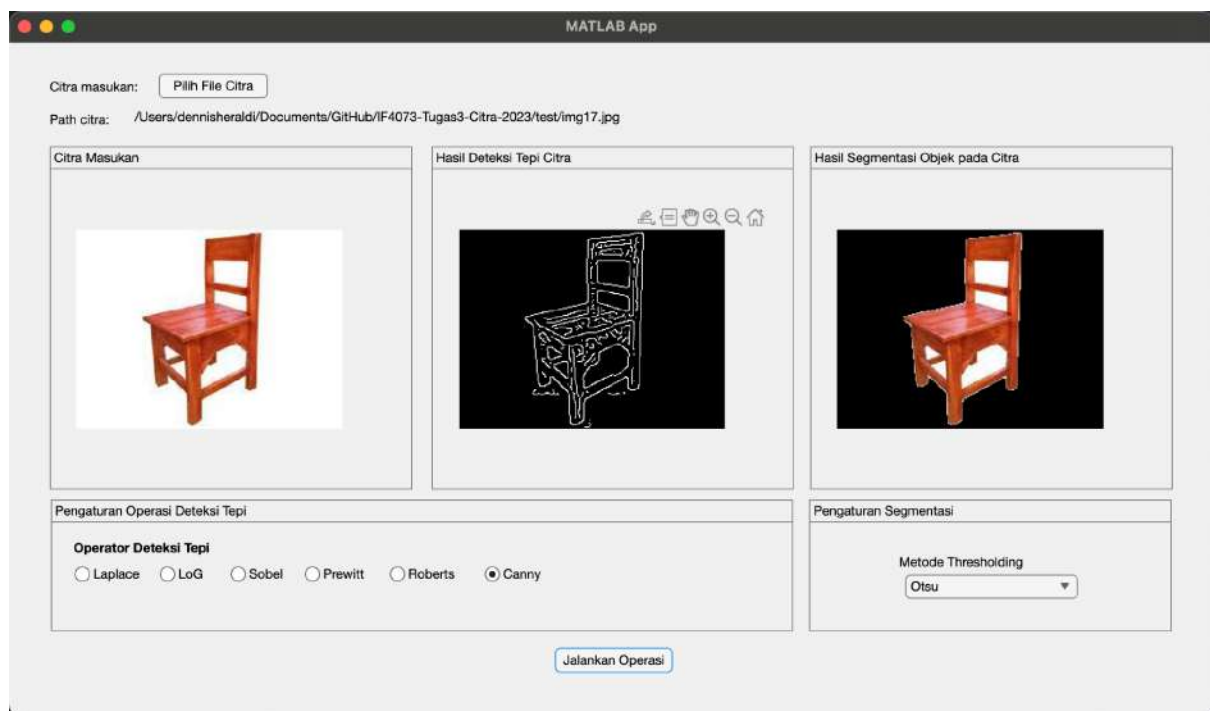 MATLAB App
Citra masukan: Pilih File Citra
Path citra: /Users/dennisheraldi/Documents/GitHub/IF4073-Tugas3-Citra-2023/test/img17.jpg
Citra Masukan
Hasil Deteksi Tepi Citra
Hasil Segmentasi Objek pada Citra
Pengaturan Operasi Deteksi Tepi
Operator Deteksi Tepi
Laplace LoG Sobel Prewitt Roberts Canny
Pengaturan Segmentasi
Metode Thresholding
Otsu
Jalankan Operasi